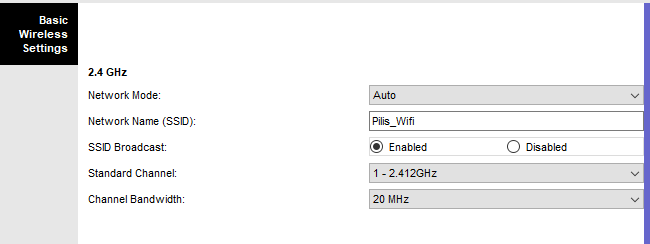 Basic
Wireless
Settings
2.4 GHz
Network Mode: Auto
Network Name (SSID): Pilis_Wifi
SSID Broadcast: Enabled Disabled
Standard Channel: 1 - 2.412GHz
Channel Bandwidth: 20 MHz